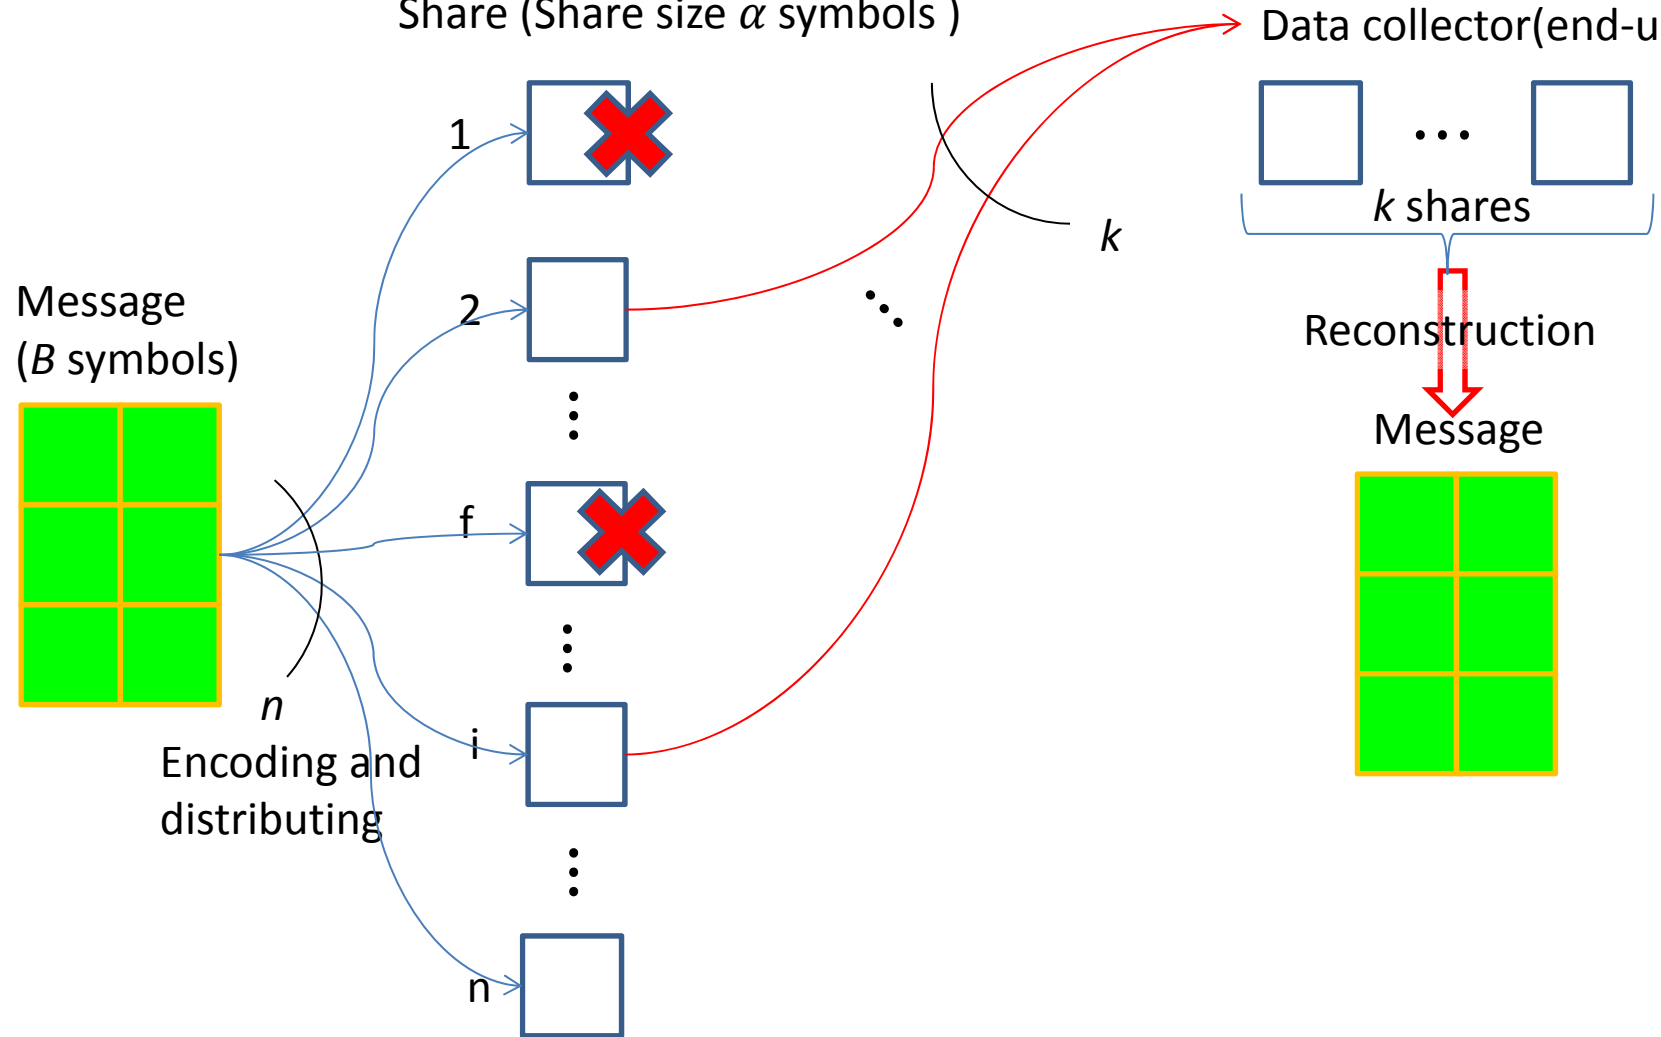 Share (Share size α symbols )
Data collector(end-u
1
k shares
k
2
Message
(B symbols)
Reconstruction
Message
f
n
i
Encoding and
distributing
n